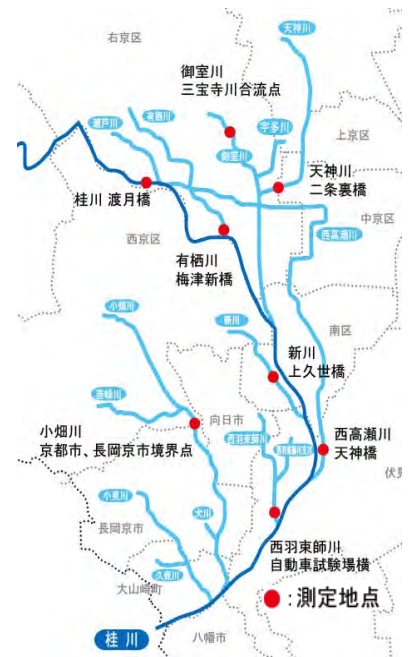 天神川
右京区
御室川
三宝寺川合流点
有栖川
瀬戸川
宇多川
御室川
上京区
天神川
二条裏橋
桂川 渡月橋
中京区
西京区
西高瀬川
有栖川
梅津新橋
小畑川
新川
南区
新川
上久世橋
向日市
小畑川
京都市、長岡京市境界点
西羽束師川
西高瀬川
天神橋
伏見
小泉川
長岡京市
犬川
西羽束師川
自動車試験場横
久保川
大山崎町
●:測定地点
桂川
八幡市